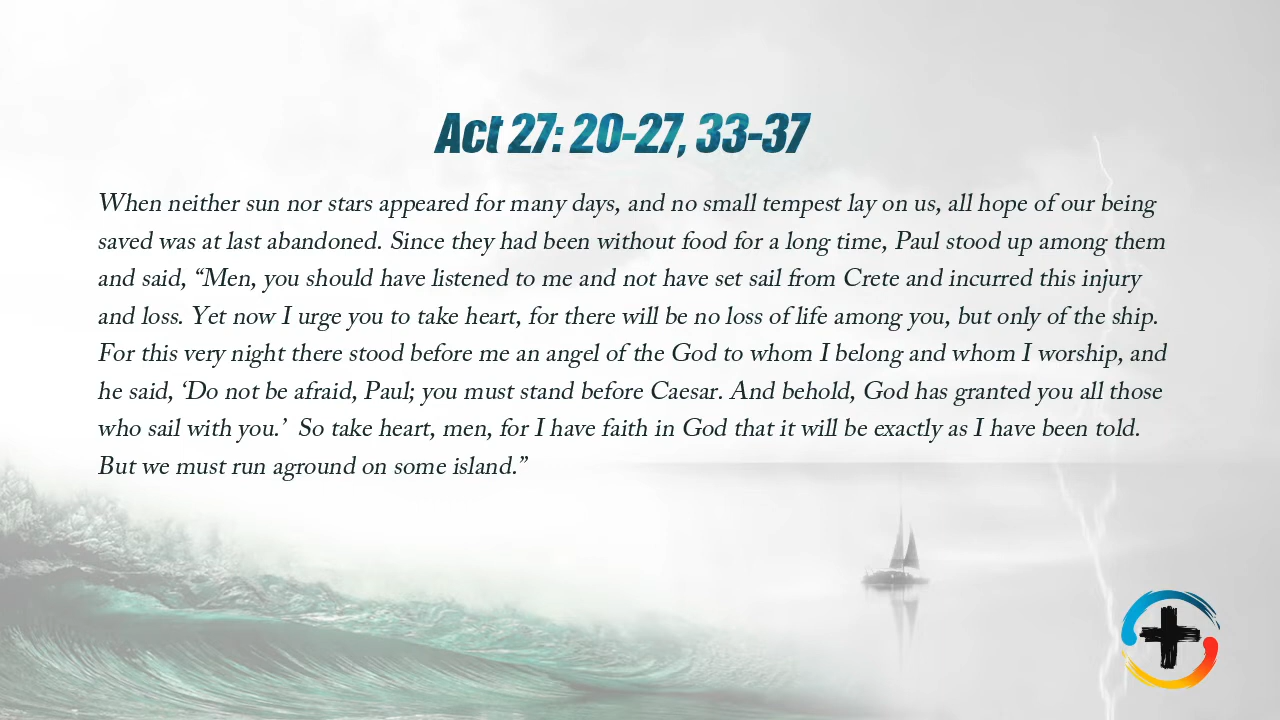 Act 27: 20-27, 33-37
When neither sun nor stars appeared for many days, and no small tempest lay on us, all hope of our being
saved was at last abandoned. Since they had been without food for a long time, Paul stood up among them
and said, “Men, you should have listened to me and not have set sail from Crete and incurred this injury
and loss. Yet now I urge you to take heart, for there will be no loss of life among you, but only of the ship.
For this very night there stood before me an angel of the God to whom I belong and whom I worship, and
he said, ‘Do not be afraid, Paul; you must stand before Caesar. And behold, God has granted you all those
who sail with you.’  So take heart, men, for I have faith in God that it will be exactly as I have been told.
But we must run aground on some island.”